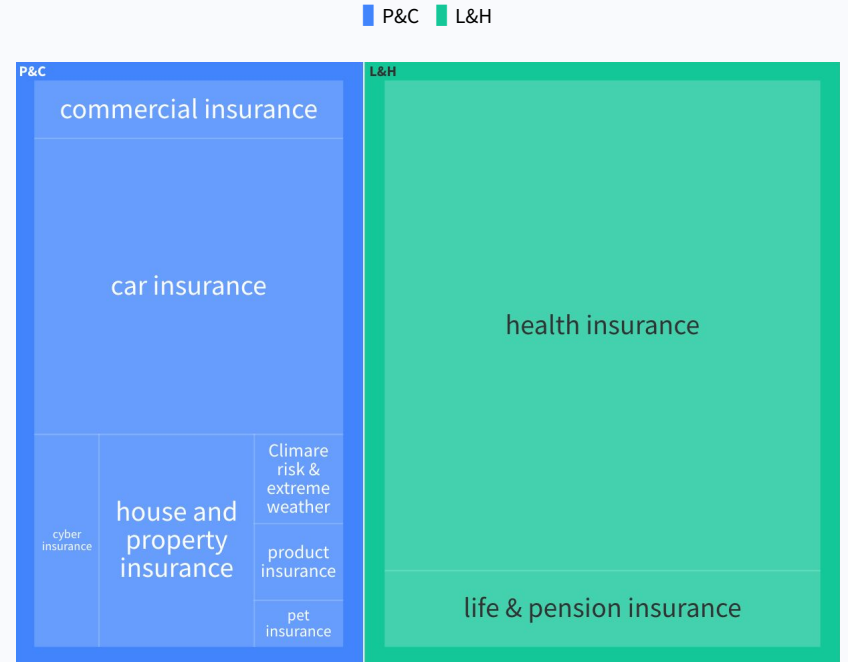 P&C L&H
P&C
commercial insurance
car insurance
cyber
insurance
house and
property
insurance
Climare
risk &
extreme
weather
product
insurance
pet
insurance
L&H
health insurance
life & pension insurance